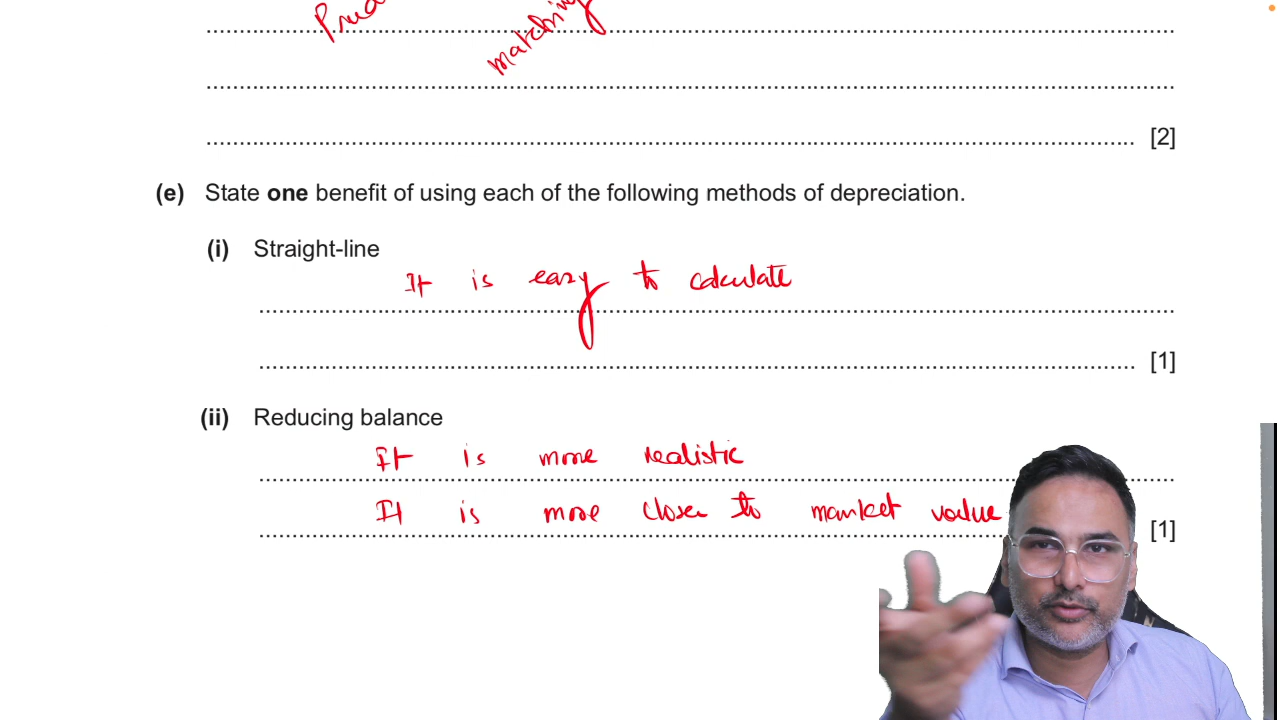 matching
[2]
(e) State one benefit of using each of the following methods of depreciation.
(i) Straight-line
It is easy to calculate
[1]
(ii) Reducing balance
It is more realistic
It is more closer to market value
[1]